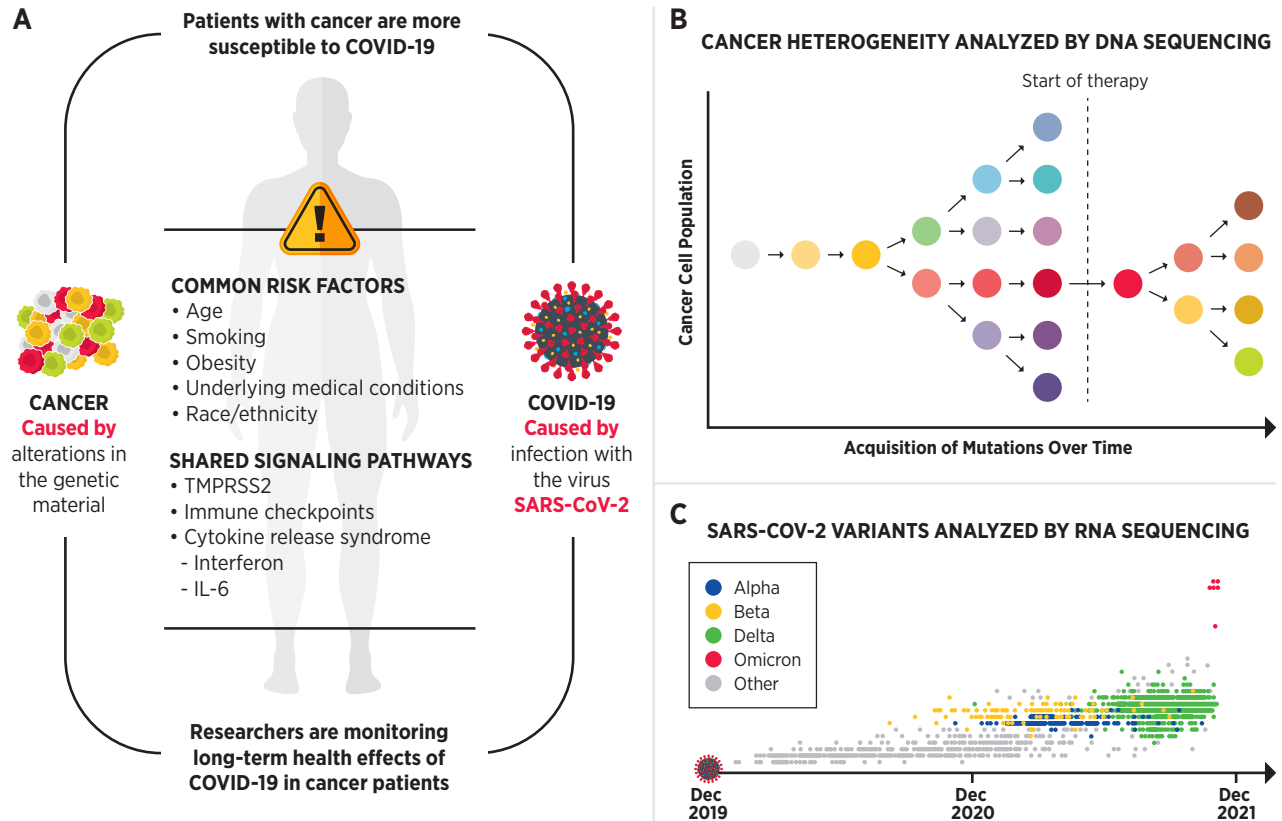 A
Patients with cancer are more
susceptible to COVID-19
!
COMMON RISK FACTORS
• Age
• Smoking
• Obesity
• Underlying medical conditions
• Race/ethnicity
SHARED SIGNALING PATHWAYS
• TMPRSS2
• Immune checkpoints
• Cytokine release syndrome
- Interferon
- IL-6
CANCER
Caused by
alterations in
the genetic
material
COVID-19
Caused by
infection with
the virus
SARS-CoV-2
Researchers are monitoring
long-term health effects of
COVID-19 in cancer patients
B
CANCER HETEROGENEITY ANALYZED BY DNA SEQUENCING
Start of therapy
Cancer Cell Population
Acquisition of Mutations Over Time
C
SARS-COV-2 VARIANTS ANALYZED BY RNA SEQUENCING
Alpha
Beta
Delta
Omicron
Other
Dec
2019
Dec
2020
Dec
2021